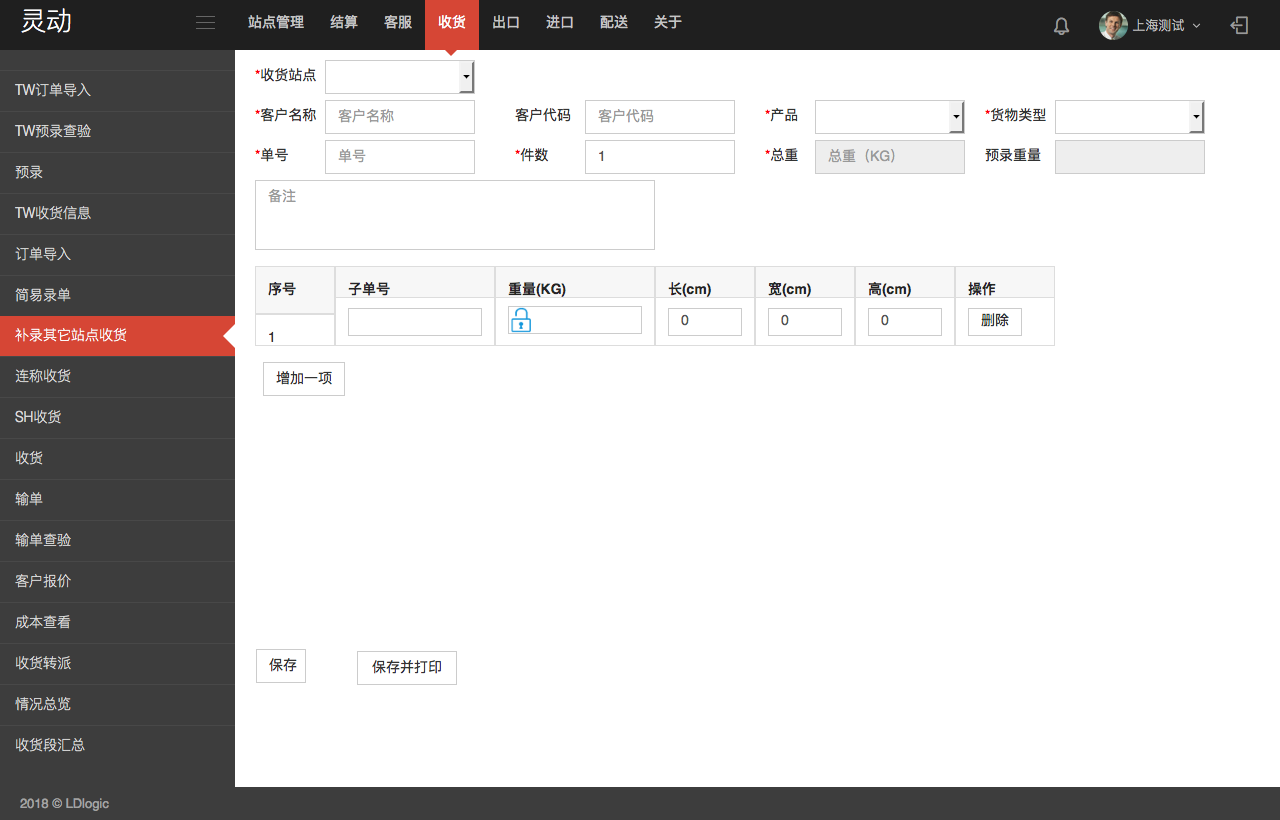 灵动 站点管理 结算 客服 收货 出口 进口 配送 关于 上海测试
TW订单导入
TW预录查验
预录
TW收货信息
订单导入
简易录单
补录其它站点收货
连称收货
SH收货
收货
输单
输单查验
客户报价
成本查看
收货转派
情况总览
收货段汇总
*收货站点
*客户名称 客户名称 客户代码 客户代码 *产品 *货物类型
*单号 单号 *件数 1 *总重 总重（KG） 预录重量
备注
序号 子单号 重量(KG) 长(cm) 宽(cm) 高(cm) 操作
1 0 0 0 删除
增加一项
保存 保存并打印
2018 © LDlogic